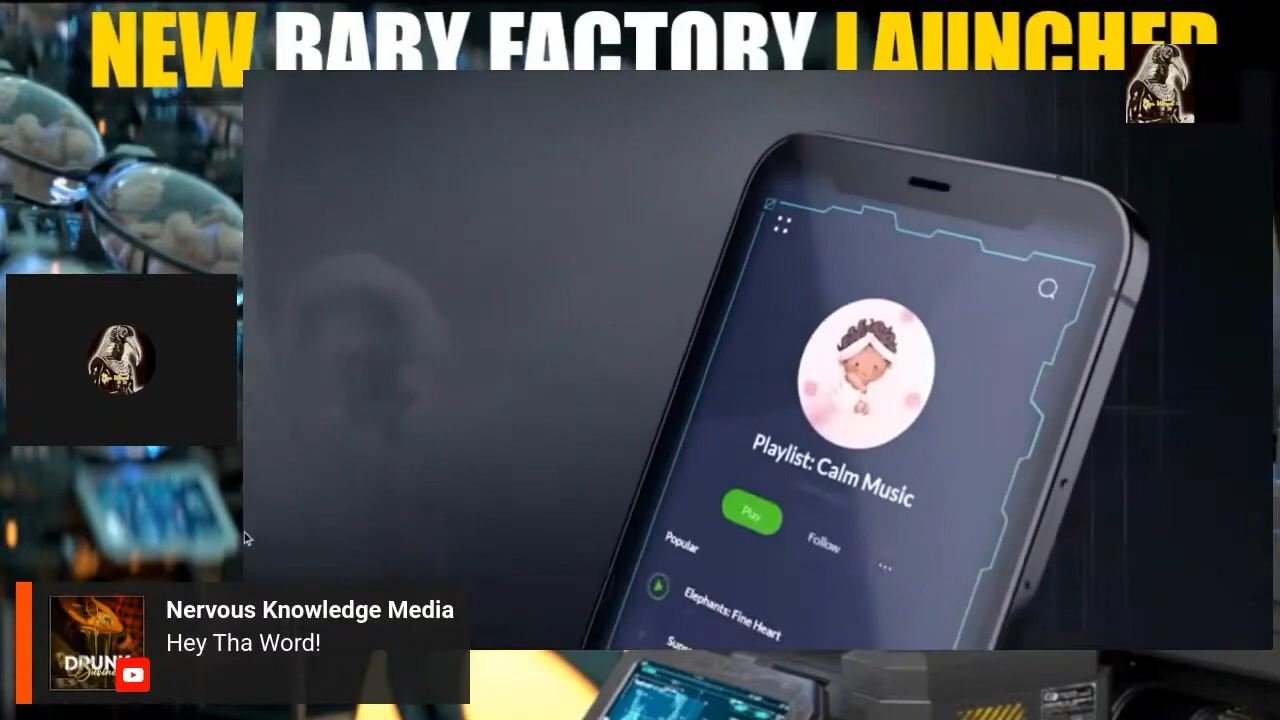 NEW BABY FACTORY LAUNCHED
Playlist: Calm Music
Play
Follow
Popular
Elephants: Fine Heart
Nervous Knowledge Media
Hey Tha Word!